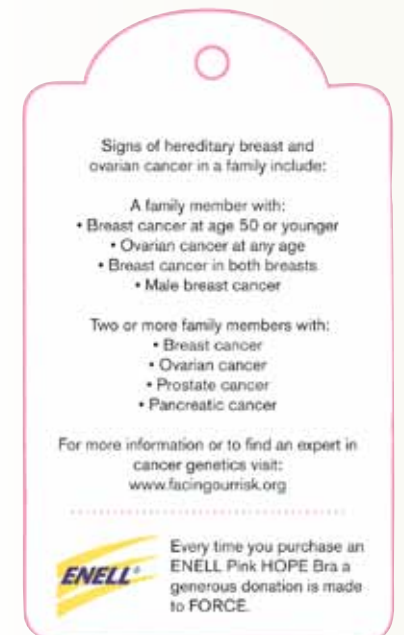 Signs of hereditary breast and
ovarian cancer in a family include:
A family member with:
• Breast cancer at age 50 or younger
• Ovarian cancer at any age
• Breast cancer in both breasts
• Male breast cancer
Two or more family members with:
• Breast cancer
• Ovarian cancer
• Prostate cancer
• Pancreatic cancer
For more information or to find an expert in
cancer genetics visit:
www.facingourrisk.org
ENELL®
Every time you purchase an
ENELL Pink HOPE Bra a
generous donation is made
to FORCE.